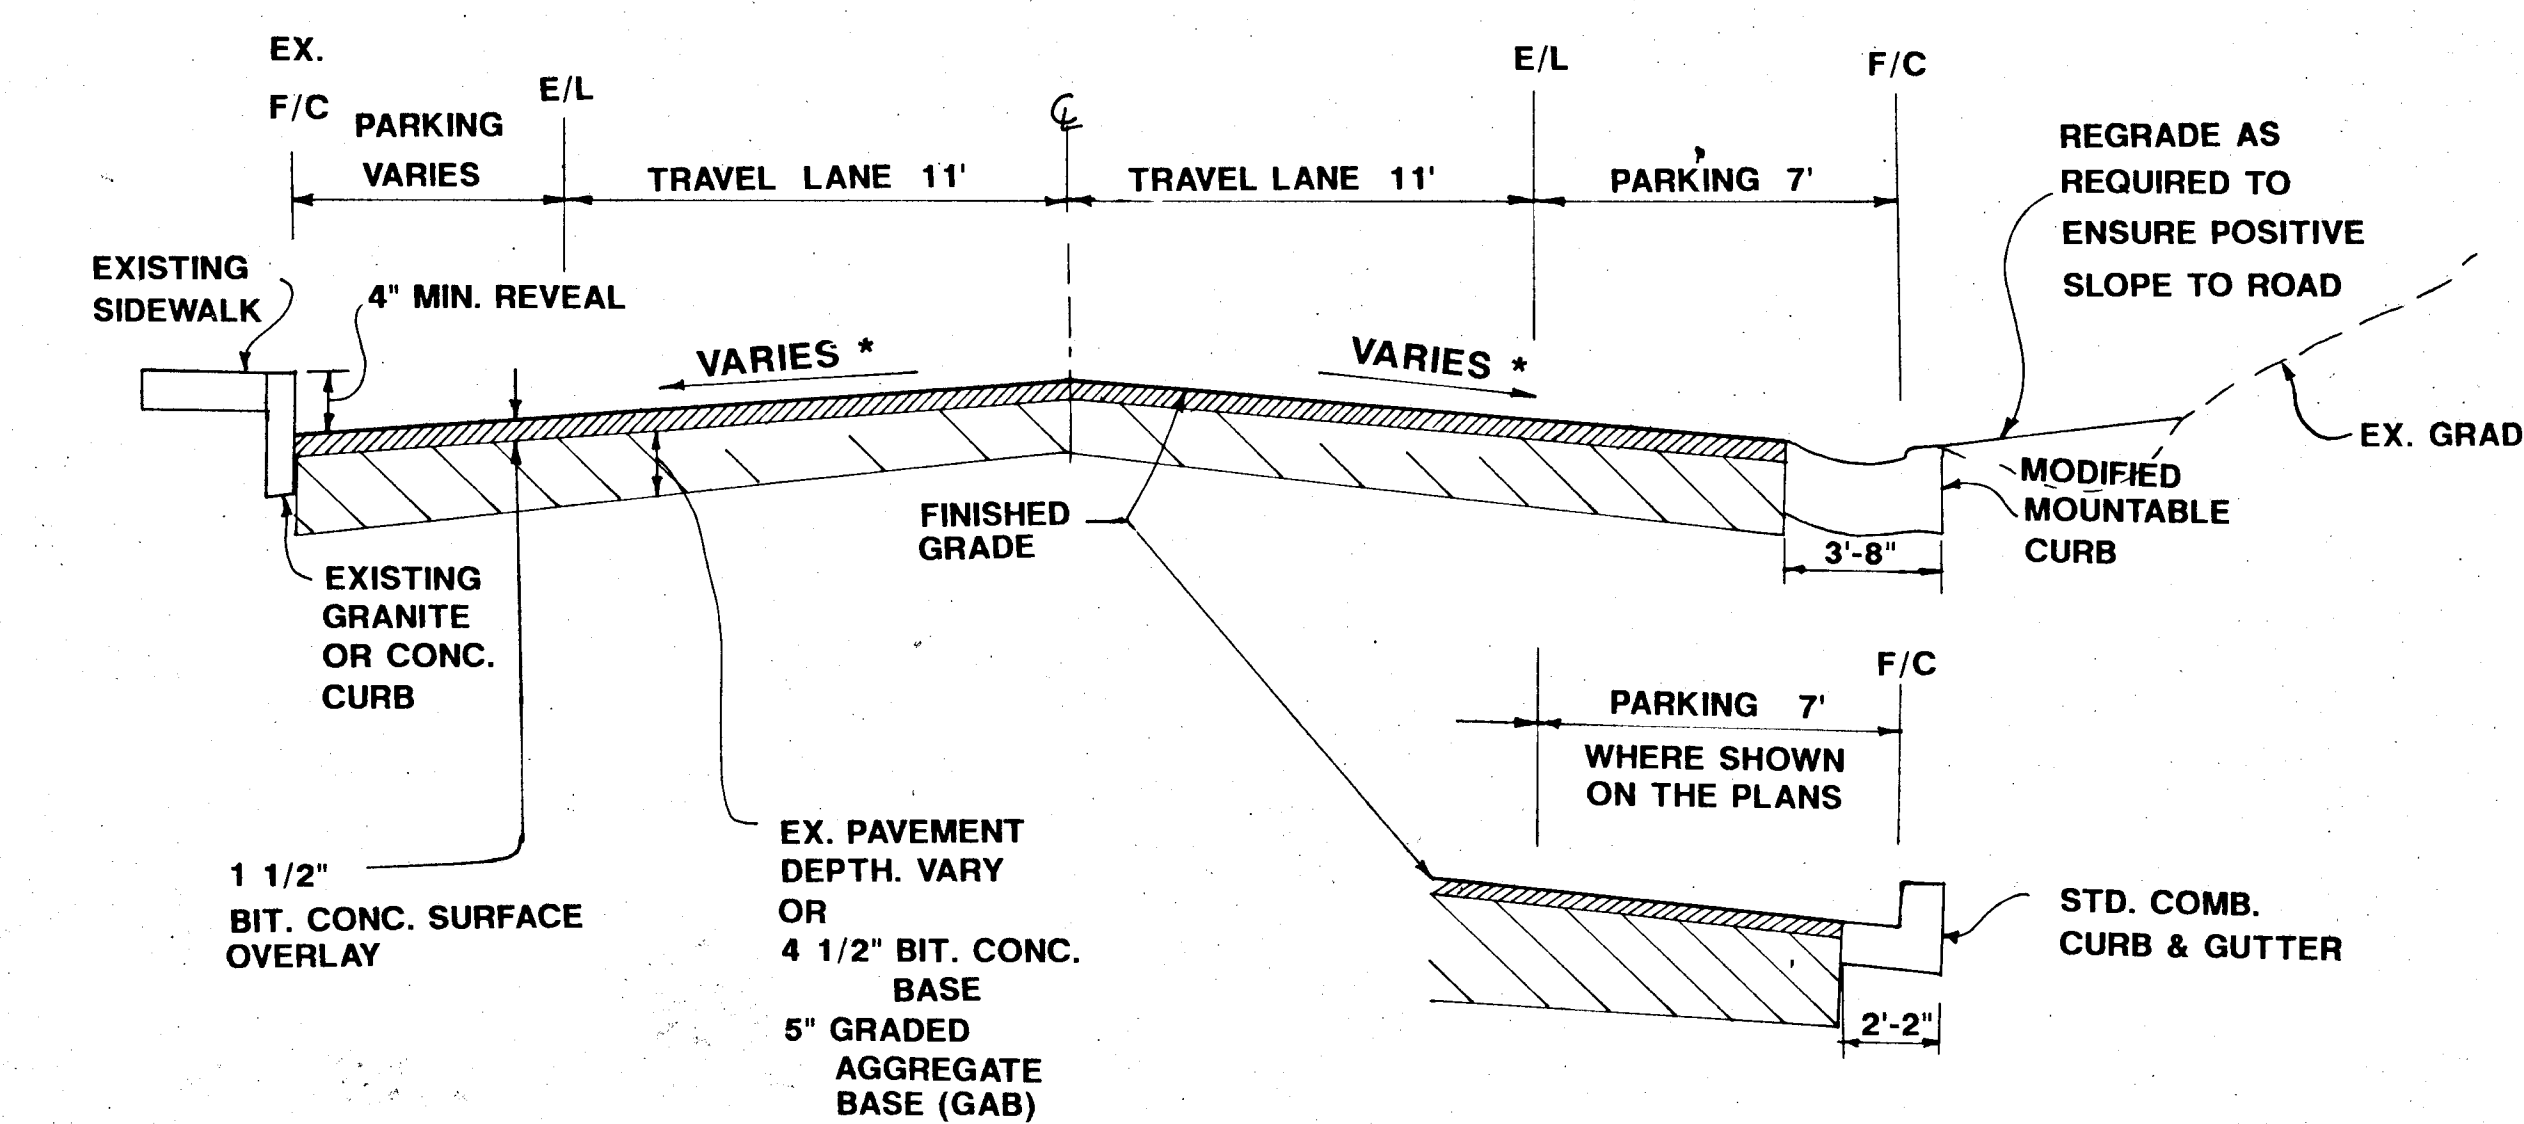 EX.
F/C
PARKING
VARIES
E/L
TRAVEL LANE 11'
℄
TRAVEL LANE 11'
E/L
PARKING 7'
F/C
REGRADE AS
REQUIRED TO
ENSURE POSITIVE
SLOPE TO ROAD
EXISTING
SIDEWALK
4" MIN. REVEAL
VARIES *
VARIES *
EX. GRAD
MODIFIED
MOUNTABLE
CURB
3'-8"
FINISHED
GRADE
EXISTING
GRANITE
OR CONC.
CURB
1 1/2"
BIT. CONC. SURFACE
OVERLAY
EX. PAVEMENT
DEPTH. VARY
OR
4 1/2" BIT. CONC.
BASE
5" GRADED
AGGREGATE
BASE (GAB)
F/C
PARKING 7'
WHERE SHOWN
ON THE PLANS
STD. COMB.
CURB & GUTTER
2'-2"